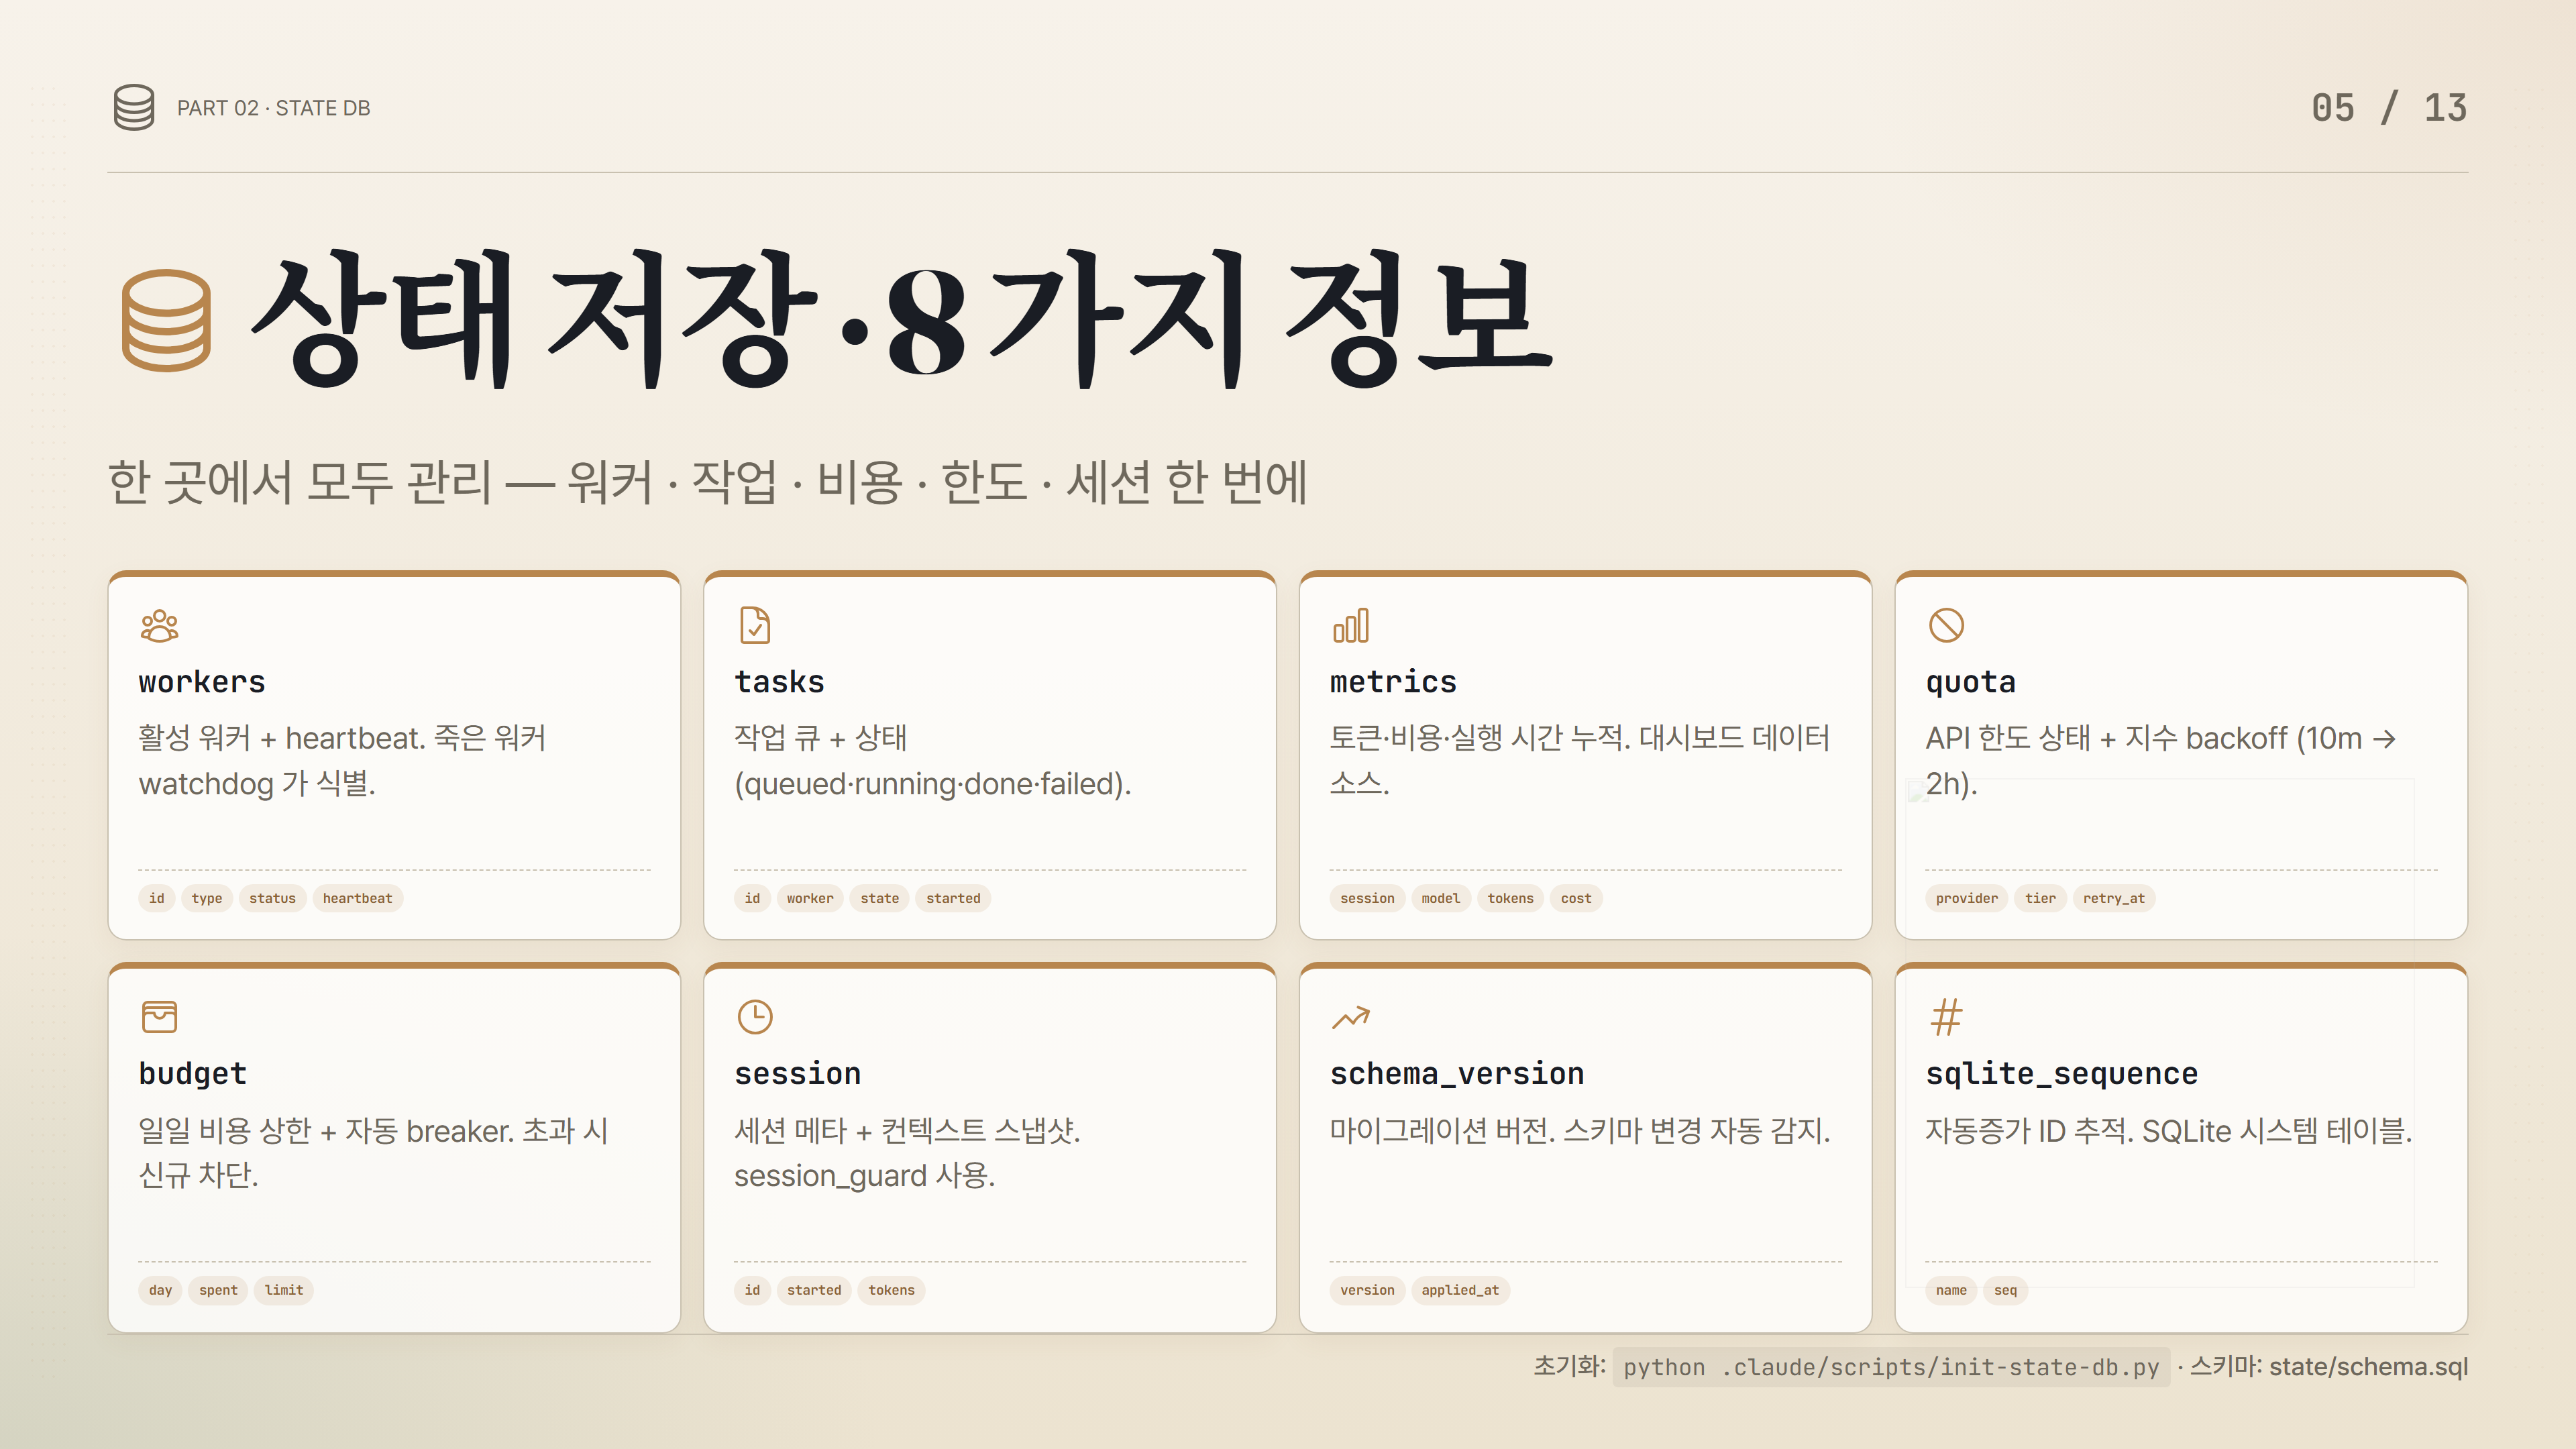 PART 02 · STATE DB
05 / 13
상태 저장 · 8가지 정보
한 곳에서 모두 관리 — 워커 · 작업 · 비용 · 한도 · 세션 한 번에
workers
활성 워커 + heartbeat. 죽은 워커
watchdog 가 식별.
id type status heartbeat
tasks
작업 큐 + 상태
(queued·running·done·failed).
id worker state started
metrics
토큰·비용·실행 시간 누적. 대시보드 데이터
소스.
session model tokens cost
quota
API 한도 상태 + 지수 backoff (10m →
2h).
provider tier retry_at
budget
일일 비용 상한 + 자동 breaker. 초과 시
신규 차단.
day spent limit
session
세션 메타 + 컨텍스트 스냅샷.
session_guard 사용.
id started tokens
schema_version
마이그레이션 버전. 스키마 변경 자동 감지.
version applied_at
sqlite_sequence
자동증가 ID 추적. SQLite 시스템 테이블.
name seq
초기화: python .claude/scripts/init-state-db.py · 스키마: state/schema.sql